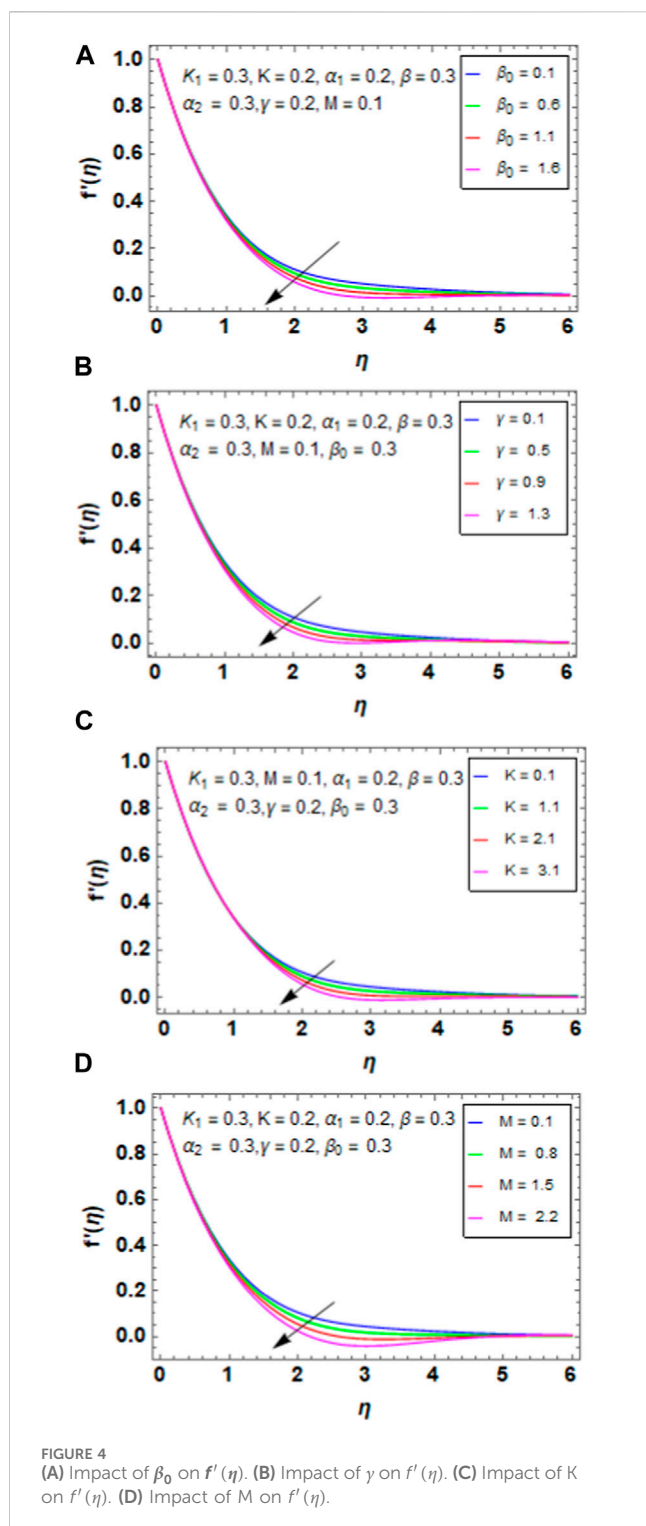 A
K₁ = 0.3, K = 0.2, α₁ = 0.2, β = 0.3
α₂ = 0.3, γ = 0.2, M = 0.1
β₀ = 0.1
β₀ = 0.6
β₀ = 1.1
β₀ = 1.6
f'(η)
1.0
0.8
0.6
0.4
0.2
0.0
0 1 2 3 4 5 6
η
B
K₁ = 0.3, K = 0.2, α₁ = 0.2, β = 0.3
α₂ = 0.3, M = 0.1, β₀ = 0.3
γ = 0.1
γ = 0.5
γ = 0.9
γ = 1.3
f'(η)
1.0
0.8
0.6
0.4
0.2
0.0
0 1 2 3 4 5 6
η
C
K₁ = 0.3, M = 0.1, α₁ = 0.2, β = 0.3
α₂ = 0.3, γ = 0.2, β₀ = 0.3
K = 0.1
K = 1.1
K = 2.1
K = 3.1
f'(η)
1.0
0.8
0.6
0.4
0.2
0.0
0 1 2 3 4 5 6
η
D
K₁ = 0.3, K = 0.2, α₁ = 0.2, β = 0.3
α₂ = 0.3, γ = 0.2, β₀ = 0.3
M = 0.1
M = 0.8
M = 1.5
M = 2.2
f'(η)
1.0
0.8
0.6
0.4
0.2
0.0
0 1 2 3 4 5 6
η
FIGURE 4
(A) Impact of β₀ on f′(η). (B) Impact of γ on f′(η). (C) Impact of K
on f′(η). (D) Impact of M on f′(η).